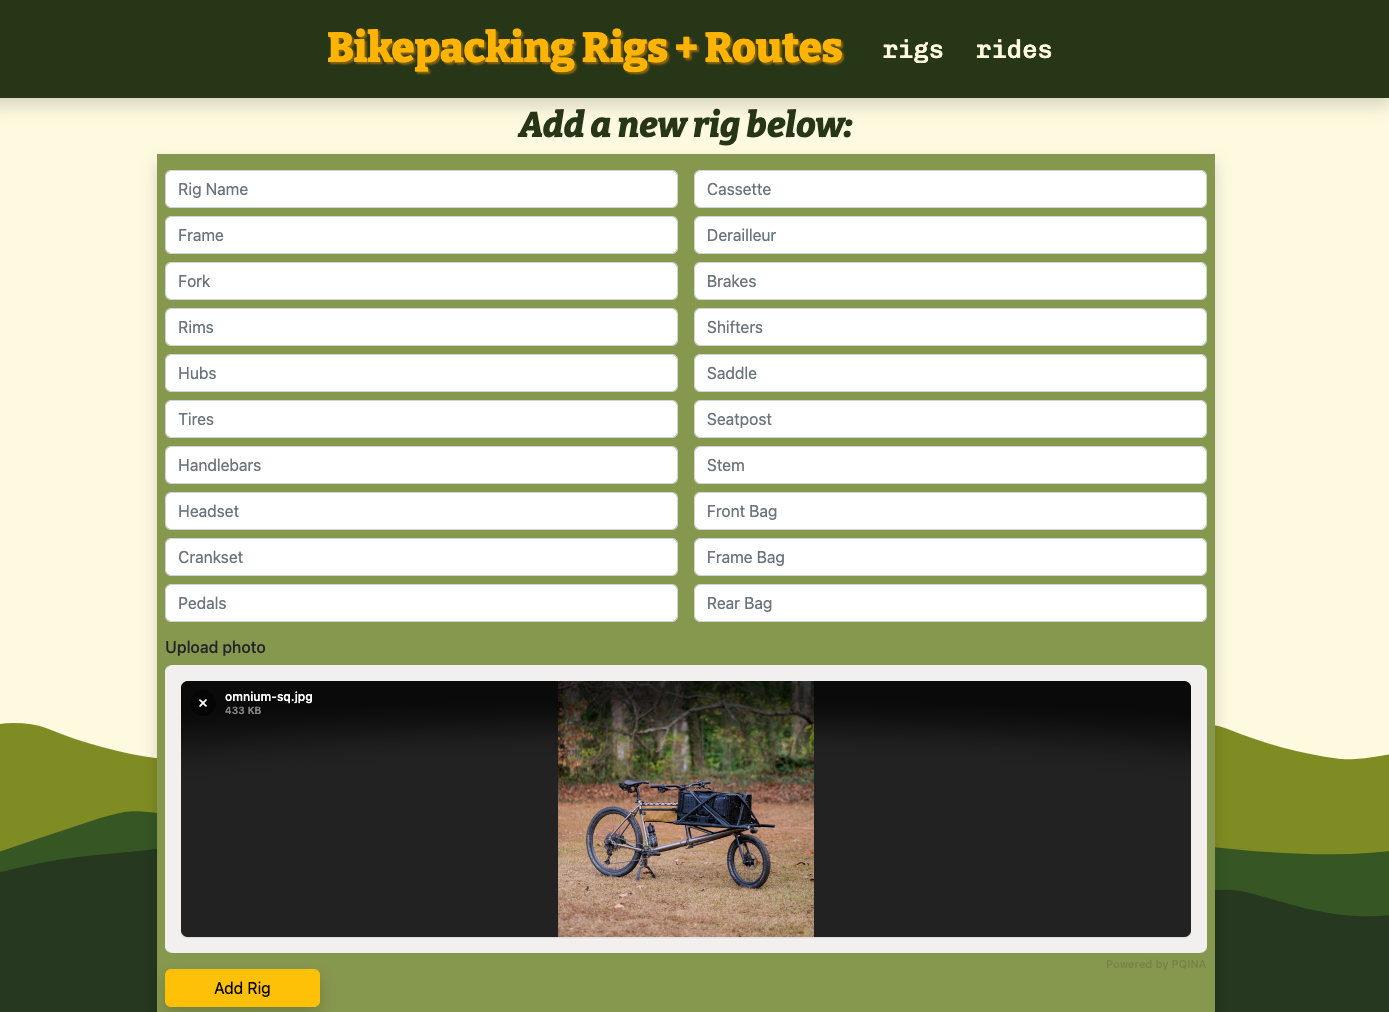 Bikepacking Rigs + Routes rigs rides
Add a new rig below:
Rig Name
Cassette
Frame
Derailleur
Fork
Brakes
Rims
Shifters
Hubs
Saddle
Tires
Seatpost
Handlebars
Stem
Headset
Front Bag
Crankset
Frame Bag
Pedals
Rear Bag
Upload photo
omnium-sq.jpg
433 KB
Powered by PQINA
Add Rig